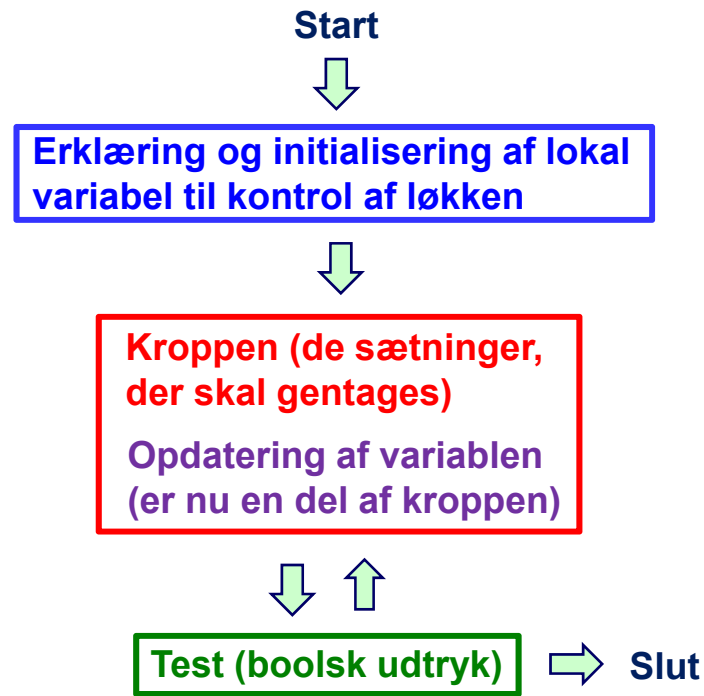 Start
Erklæring og initialisering af lokal
variabel til kontrol af løkken
Kroppen (de sætninger,
der skal gentages)
Opdatering af variablen
(er nu en del af kroppen)
Test (boolsk udtryk)
Slut